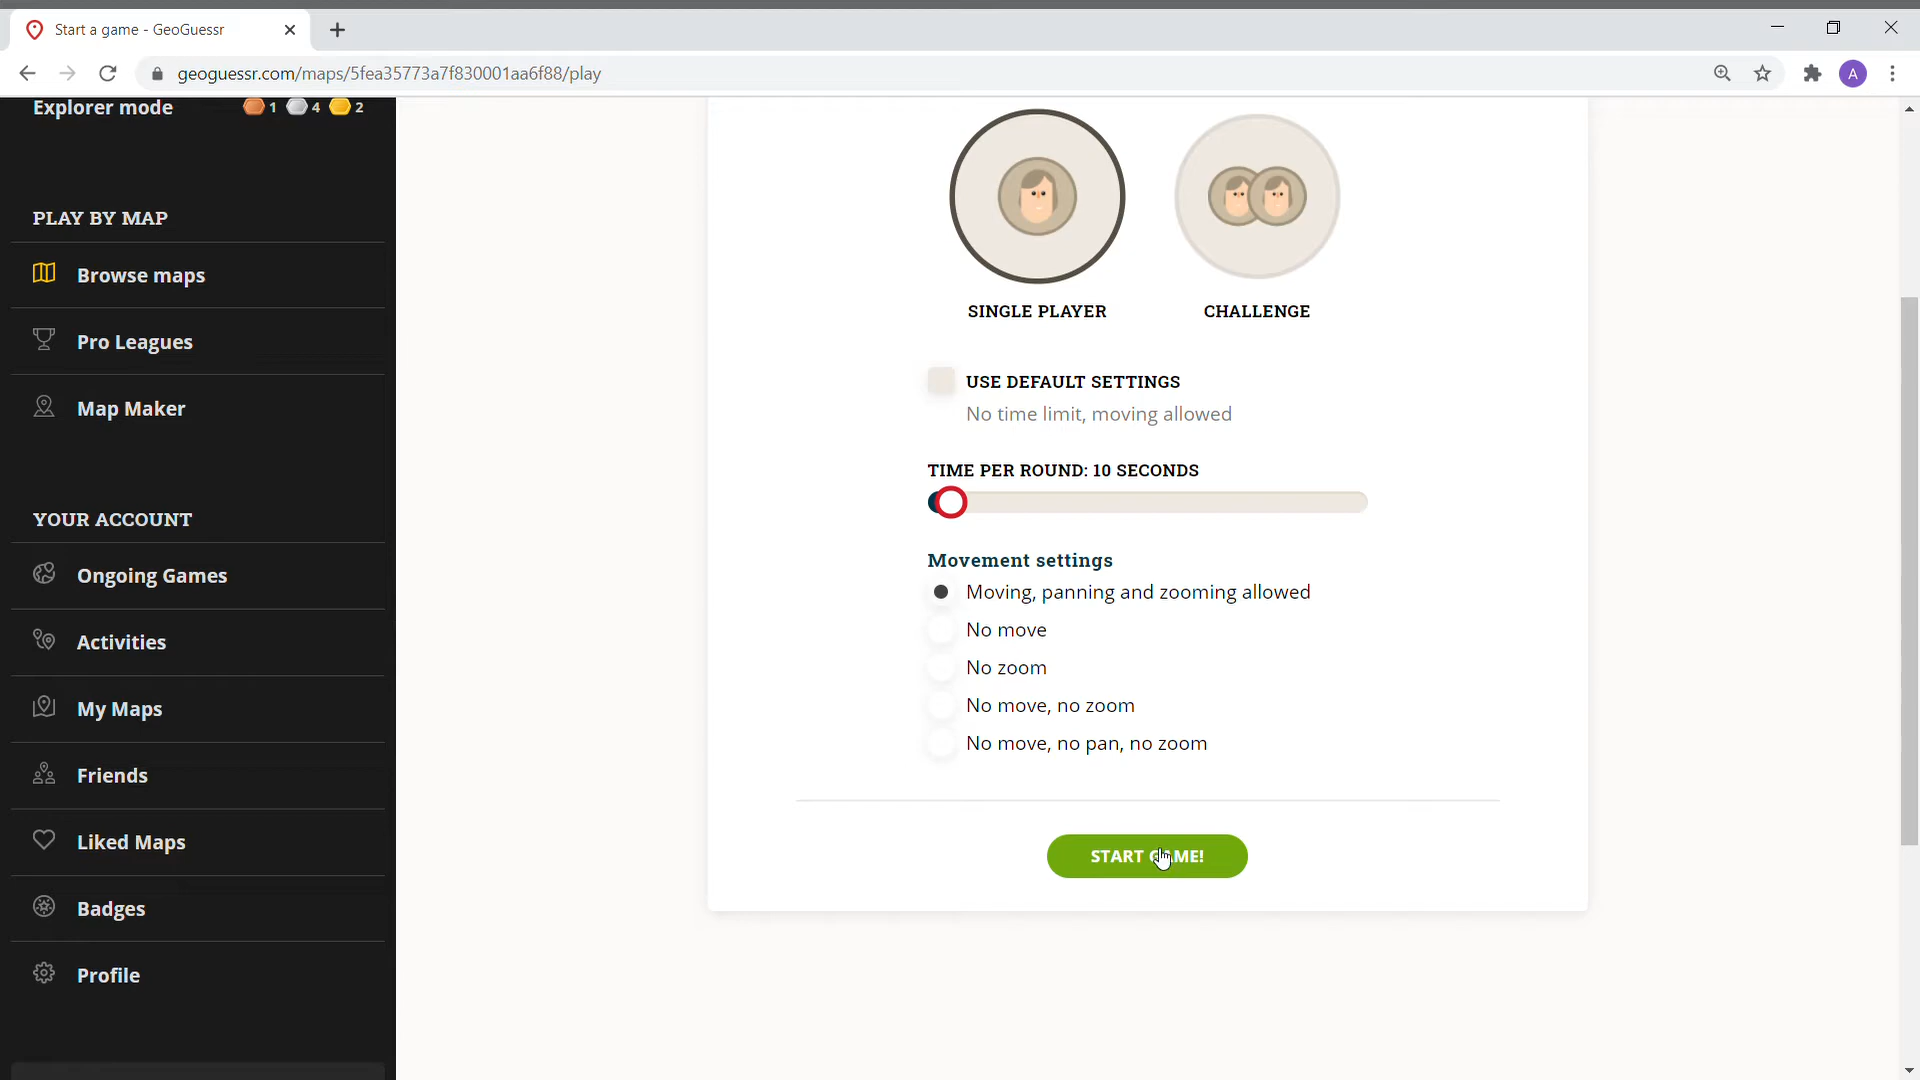 Start a game - GeoGuessr
geoguessr.com/maps/5fea35773a7f830001aa6f88/play
A
Explorer mode
1
4
2
PLAY BY MAP
Browse maps
Pro Leagues
Map Maker
YOUR ACCOUNT
Ongoing Games
Activities
My Maps
Friends
Liked Maps
Badges
Profile
SINGLE PLAYER
CHALLENGE
USE DEFAULT SETTINGS
No time limit, moving allowed
TIME PER ROUND: 10 SECONDS
Movement settings
Moving, panning and zooming allowed
No move
No zoom
No move, no zoom
No move, no pan, no zoom
START GAME!